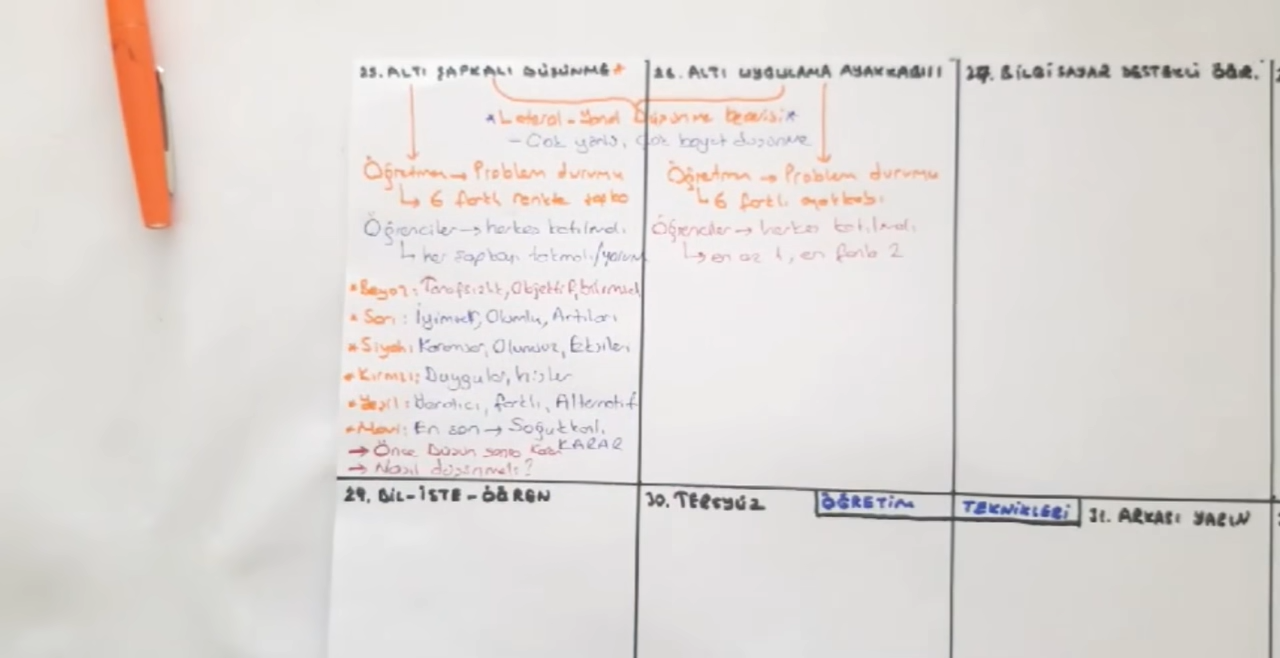 25. ALTI ŞAPKALI DÜŞÜNME*
26. ALTI UYGULAMA AYAKKABISI
27. BİLGİSAYAR DESTEKLİ ÖĞR.
*Lateral-Yanal Düşünme Becerisi*
- Çok yönlü, çok boyut düşünme
Öğretmen → Problem durumu
↳ 6 farklı renkte şapka
Öğrenciler → herkes katılmalı
↳ her şapkayı takmalı/yorum
*Beyaz: Tarafsızlık, Objektif, bilimsel
*Sarı: İyimser, Olumlu, Artıları
*Siyah: Karamsar, Olumsuz, Eksileri
*Kırmızı: Duygular, hisler
*Yeşil: Yaratıcı, farklı, Alternatif
*Mavi: En son → Soğukkanlı
KARAR
→ Önce Düşün sonra
→ Nasıl düşünmeli?
Öğretmen → Problem durumu
↳ 6 farklı ayakkabı
Öğrenciler → herkes katılmalı
↳ en az 1, en fazla 2
29. BİL-İSTE-ÖĞREN
30. TERSYÜZ
ÖĞRETİM TEKNİKLERİ
31. ARKASI YARIN